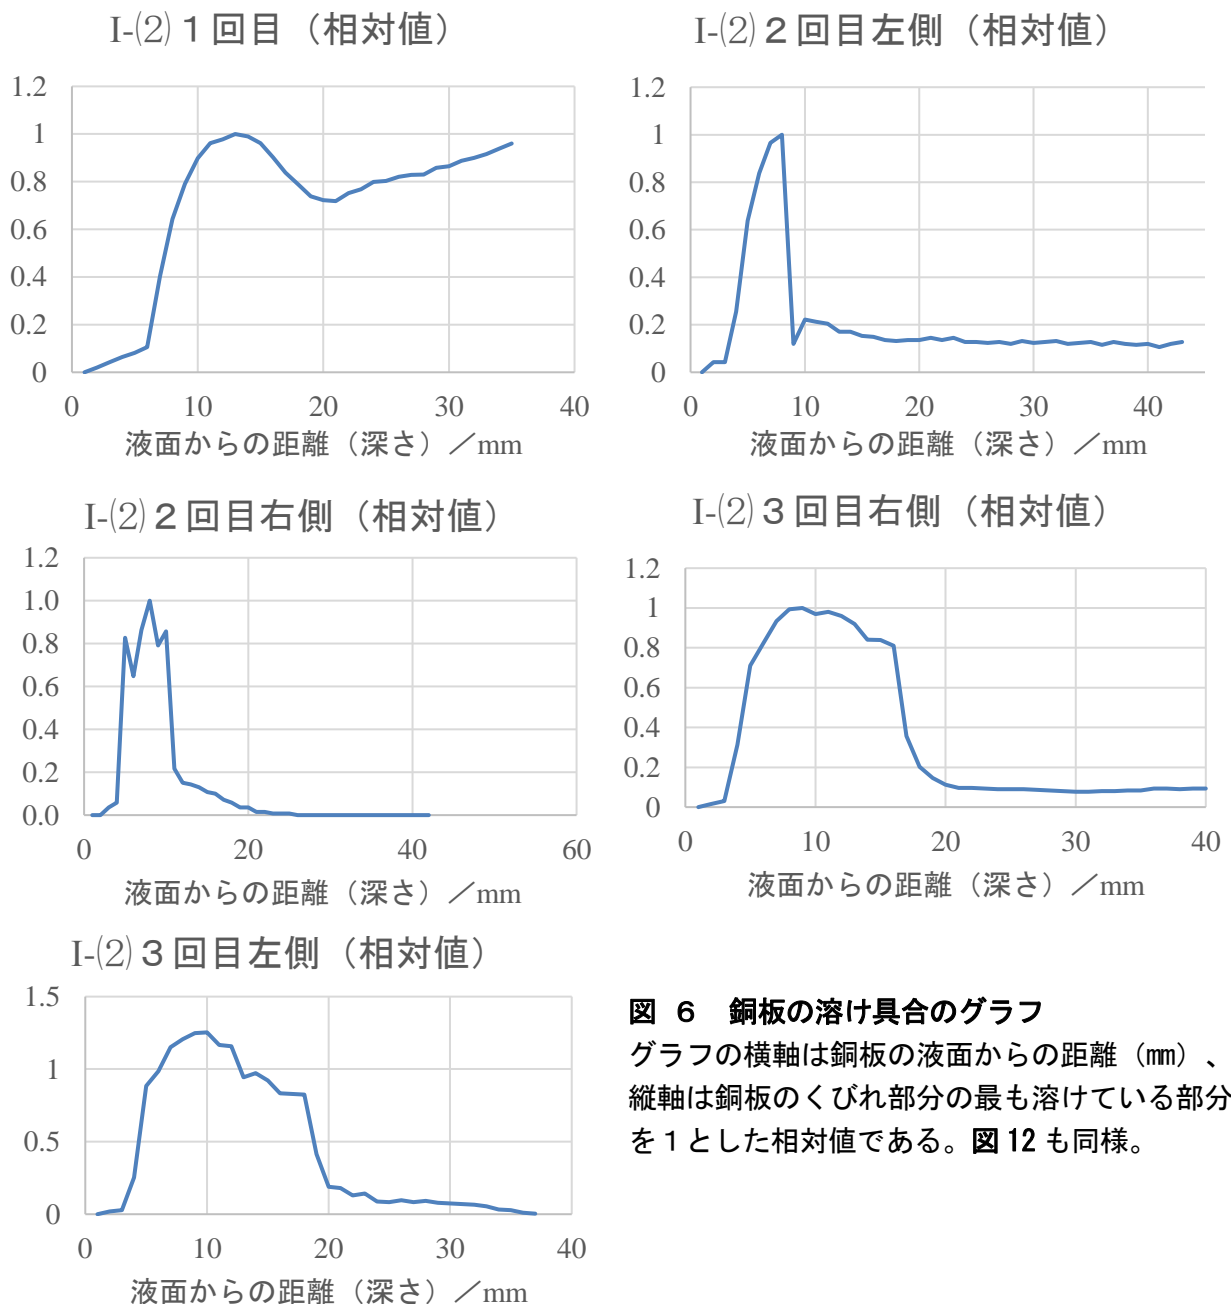 I-(2) 1 回目（相対値）
1.2
1
0.8
0.6
0.4
0.2
0
0 10 20 30 40
液面からの距離（深さ）／mm
I-(2) 2 回目左側（相対値）
1.2
1
0.8
0.6
0.4
0.2
0
0 10 20 30 40
液面からの距離（深さ）／mm
I-(2) 2 回目右側（相対値）
1.2
1.0
0.8
0.6
0.4
0.2
0.0
0 20 40 60
液面からの距離（深さ）／mm
I-(2) 3 回目右側（相対値）
1.2
1
0.8
0.6
0.4
0.2
0
0 10 20 30 40
液面からの距離（深さ）／mm
I-(2) 3 回目左側（相対値）
1.5
1
0.5
0
0 10 20 30 40
液面からの距離（深さ）／mm
図 6　銅板の溶け具合のグラフ
グラフの横軸は銅板の液面からの距離（㎜）、
縦軸は銅板のくびれ部分の最も溶けている部分
を１とした相対値である。図 12 も同様。